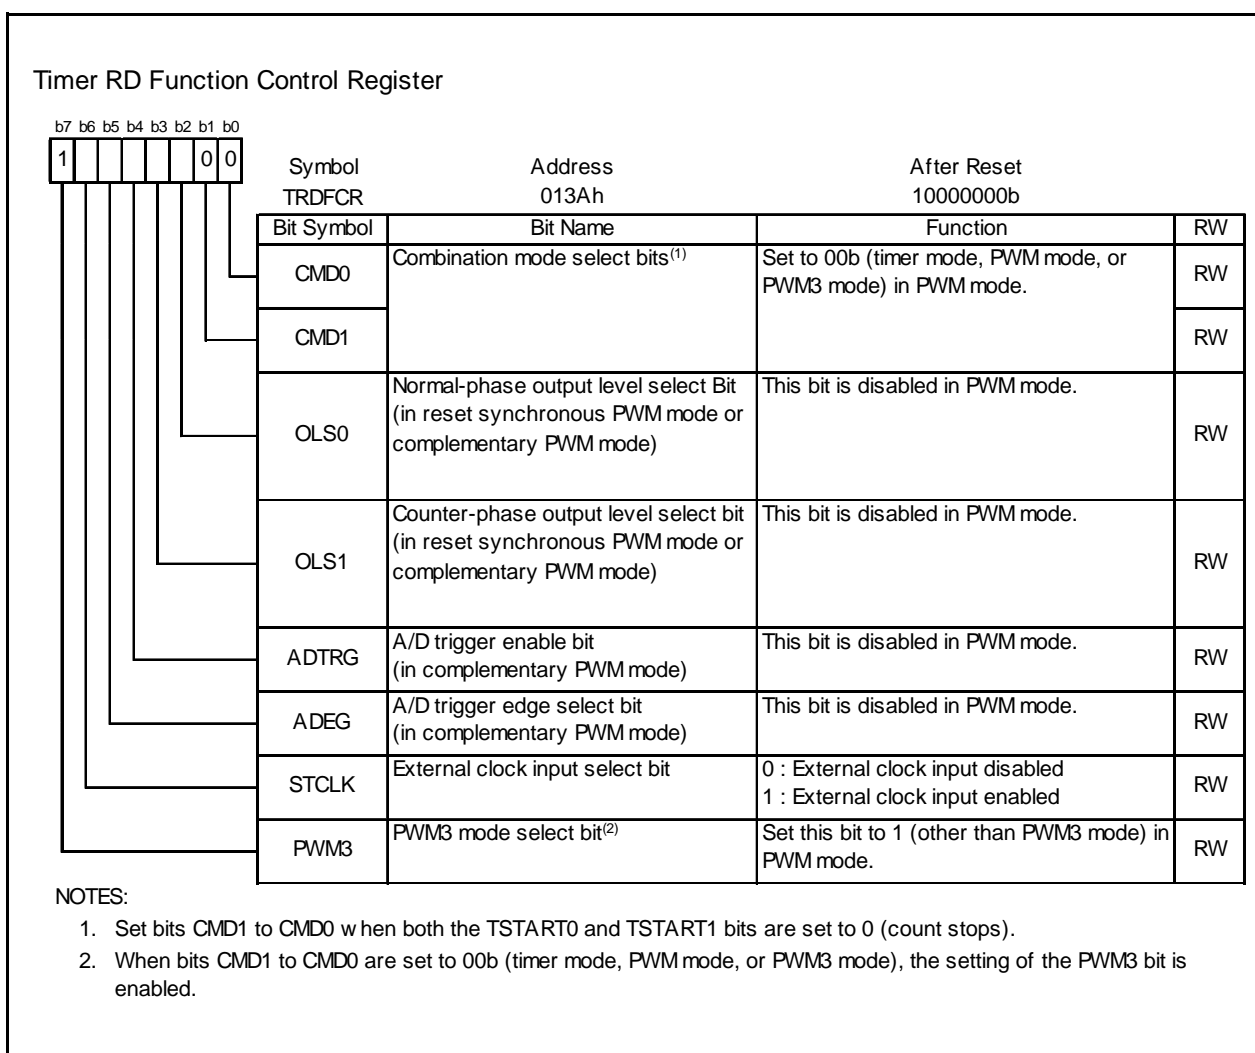 Timer RD Function Control Register
b7 b6 b5 b4 b3 b2 b1 b0
1 0 0
Symbol Address After Reset
TRDFCR 013Ah 10000000b
Bit Symbol Bit Name Function RW
CMD0 Combination mode select bits(1) Set to 00b (timer mode, PWM mode, or
PWM3 mode) in PWM mode. RW
CMD1 RW
OLS0 Normal-phase output level select Bit
(in reset synchronous PWM mode or
complementary PWM mode) This bit is disabled in PWM mode. RW
OLS1 Counter-phase output level select bit
(in reset synchronous PWM mode or
complementary PWM mode) This bit is disabled in PWM mode. RW
ADTRG A/D trigger enable bit
(in complementary PWM mode) This bit is disabled in PWM mode. RW
ADEG A/D trigger edge select bit
(in complementary PWM mode) This bit is disabled in PWM mode. RW
STCLK External clock input select bit 0 : External clock input disabled
1 : External clock input enabled RW
PWM3 PWM3 mode select bit(2) Set this bit to 1 (other than PWM3 mode) in
PWM mode. RW
NOTES:
1. Set bits CMD1 to CMD0 when both the TSTART0 and TSTART1 bits are set to 0 (count stops).
2. When bits CMD1 to CMD0 are set to 00b (timer mode, PWM mode, or PWM3 mode), the setting of the PWM3 bit is
enabled.